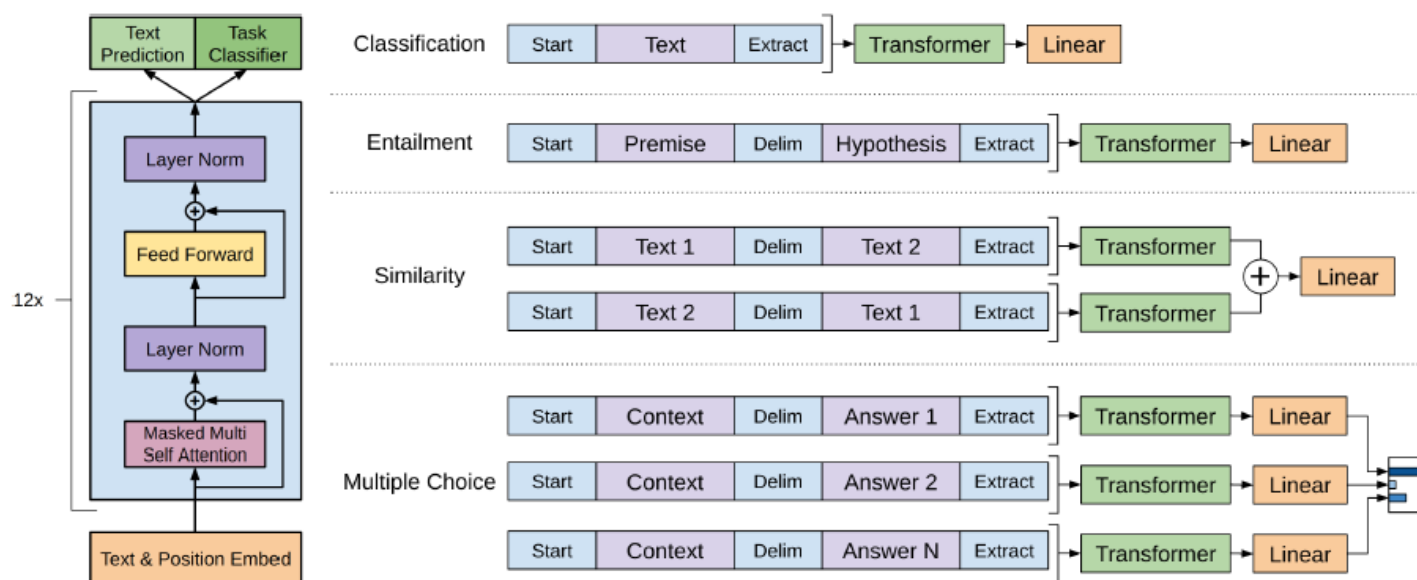 Text
Prediction
Task
Classifier
Layer Norm
Feed Forward
12x
Layer Norm
Masked Multi
Self Attention
Text & Position Embed
Classification Start Text Extract Transformer Linear
Entailment Start Premise Delim Hypothesis Extract Transformer Linear
Start Text 1 Delim Text 2 Extract Transformer
Similarity + Linear
Start Text 2 Delim Text 1 Extract Transformer
Start Context Delim Answer 1 Extract Transformer Linear
Multiple Choice Start Context Delim Answer 2 Extract Transformer Linear
Start Context Delim Answer N Extract Transformer Linear